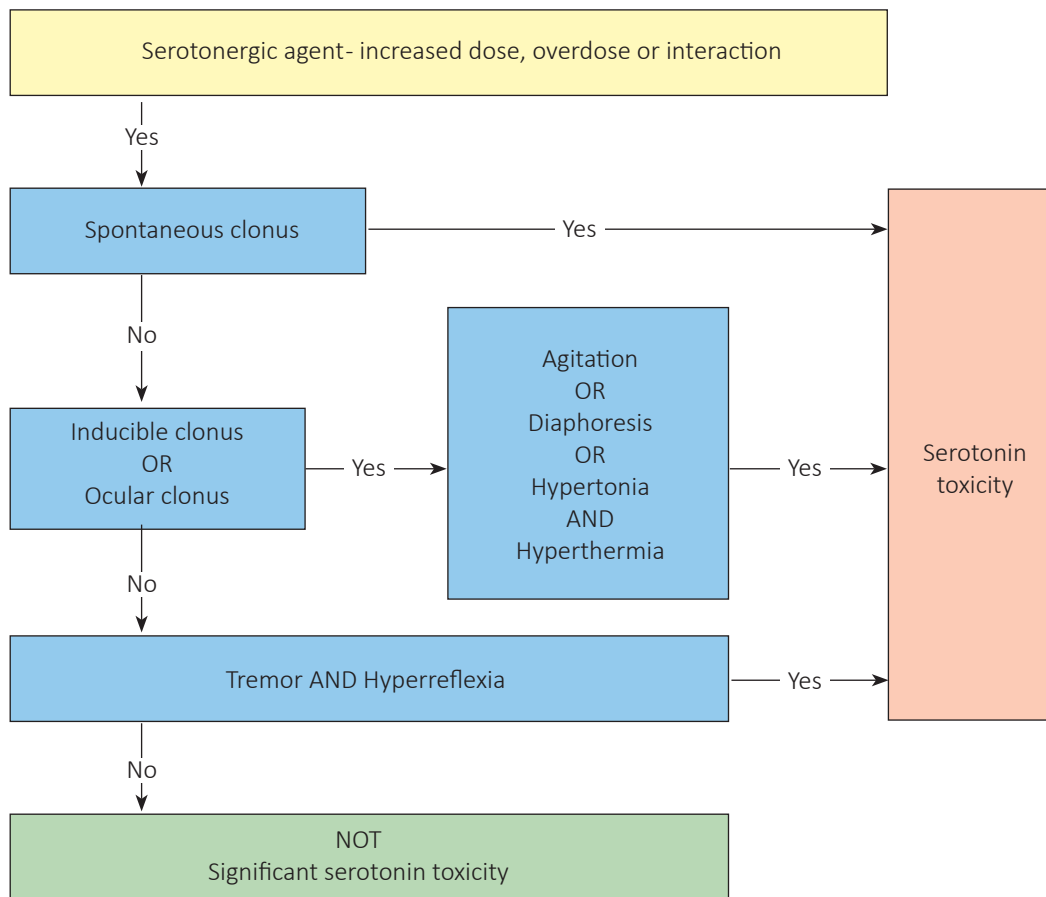 Serotonergic agent- increased dose, overdose or interaction
Yes
Spontaneous clonus
Yes
No
Inducible clonus
OR
Ocular clonus
Yes
Agitation
OR
Diaphoresis
OR
Hypertonia
AND
Hyperthermia
Yes
Serotonin
toxicity
No
Tremor AND Hyperreflexia
Yes
No
NOT
Significant serotonin toxicity